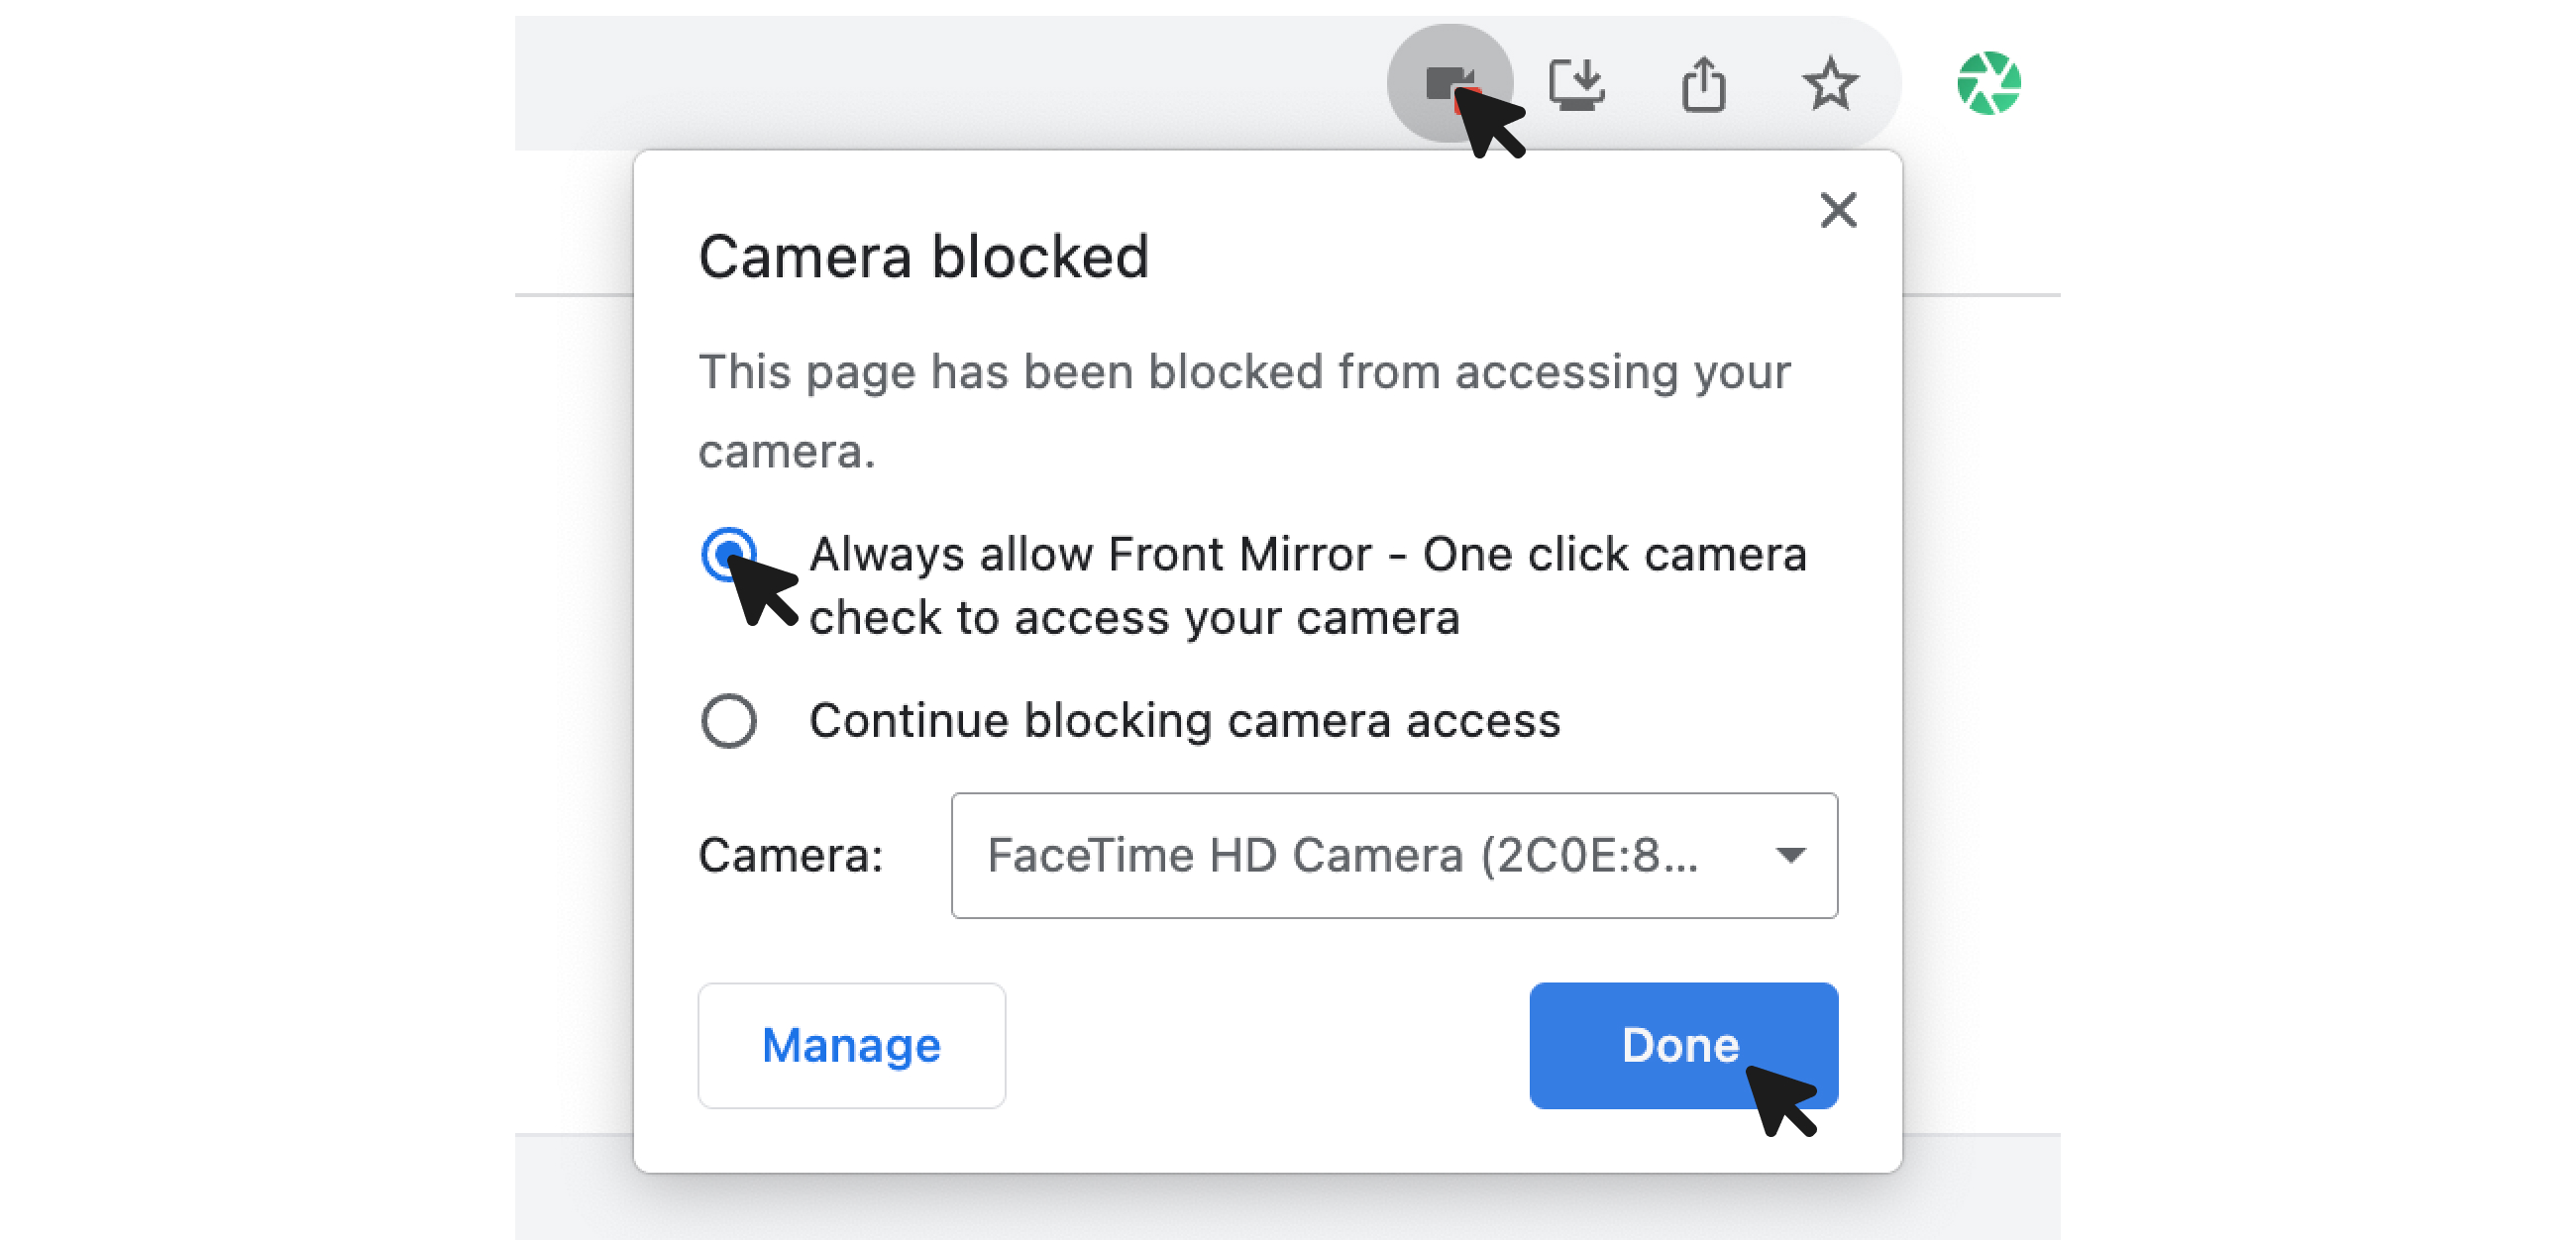 Camera blocked
This page has been blocked from accessing your
camera.
Always allow Front Mirror - One click camera
check to access your camera
Continue blocking camera access
Camera: FaceTime HD Camera (2C0E:8...
Manage Done